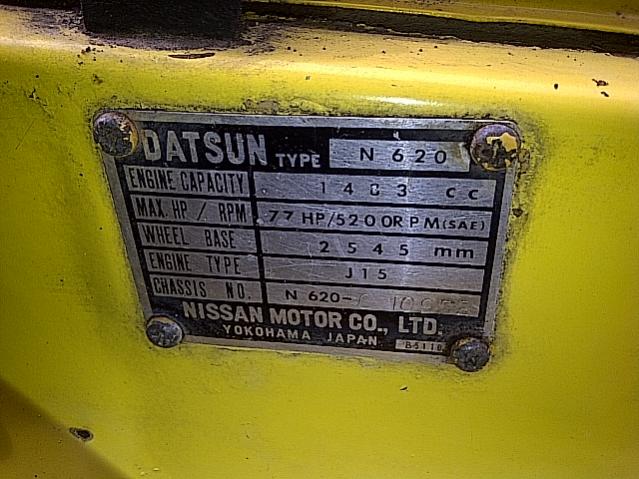 DATSUN TYPE N 620
ENGINE CAPACITY 1483 cc
MAX. HP / RPM 77 HP/5200RPM(SAE)
WHEEL BASE 2545 mm
ENGINE TYPE J15
CHASSIS NO. N 620-
NISSAN MOTOR CO., LTD.
YOKOHAMA JAPAN